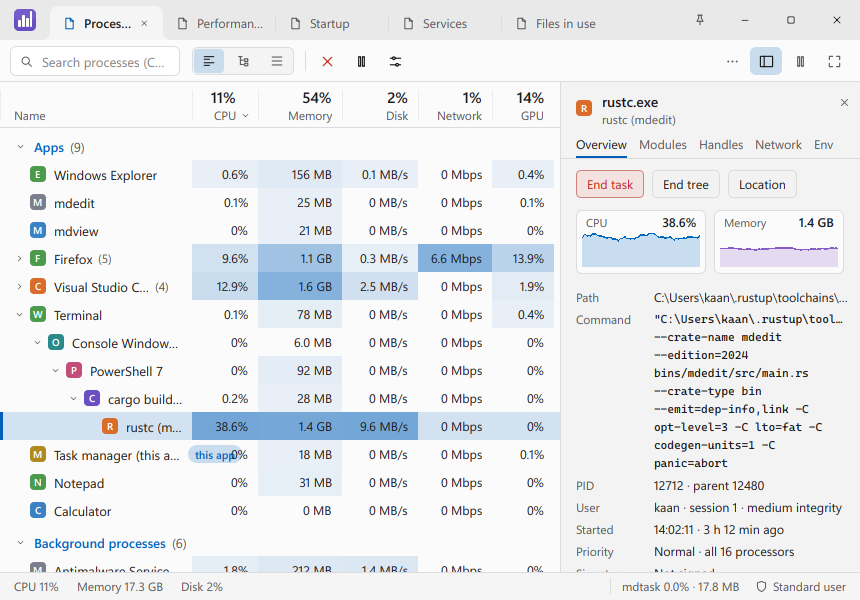 Proces...
Performan...
Startup
Services
Files in use
Search processes (C...
Name
11%
CPU
54%
Memory
2%
Disk
1%
Network
14%
GPU
Apps (9)
E Windows Explorer 0.6% 156 MB 0.1 MB/s 0 Mbps 0.4%
M mdedit 0.1% 25 MB 0 MB/s 0 Mbps 0.1%
M mdview 0% 21 MB 0 MB/s 0 Mbps 0%
F Firefox (5) 9.6% 1.1 GB 0.3 MB/s 6.6 Mbps 13.9%
C Visual Studio C... (4) 12.9% 1.6 GB 2.5 MB/s 0 Mbps 1.9%
W Terminal 0.1% 78 MB 0 MB/s 0 Mbps 0.4%
O Console Window... 0% 6.0 MB 0 MB/s 0 Mbps 0%
P PowerShell 7 0% 92 MB 0 MB/s 0 Mbps 0%
C cargo build... 0.2% 28 MB 0 MB/s 0 Mbps 0%
R rustc (m... 38.6% 1.4 GB 9.6 MB/s 0 Mbps 0%
M Task manager (this a... this app 0% 18 MB 0 MB/s 0 Mbps 0.1%
N Notepad 0% 31 MB 0 MB/s 0 Mbps 0%
C Calculator 0% 0 MB 0 MB/s 0 Mbps 0%
Background processes (6)
Antimalware Service 1.8% 212 MB 1.4 MB/s 0 Mbps 0%
R rustc.exe
rustc (mdedit)
Overview Modules Handles Network Env
End task End tree Location
CPU 38.6% Memory 1.4 GB
Path C:\Users\kaan\.rustup\toolchains\...
Command "C:\Users\kaan\.rustup\tool...
--crate-name mdedit
--edition=2024
bins/mdedit/src/main.rs
--crate-type bin
--emit=dep-info,link -C
opt-level=3 -C lto=fat -C
codegen-units=1 -C
panic=abort
PID 12712 · parent 12480
User kaan · session 1 · medium integrity
Started 14:02:11 · 3 h 12 min ago
Priority Normal · all 16 processors
CPU 11% Memory 17.3 GB Disk 2%
mdtask 0.0% · 17.8 MB Standard user